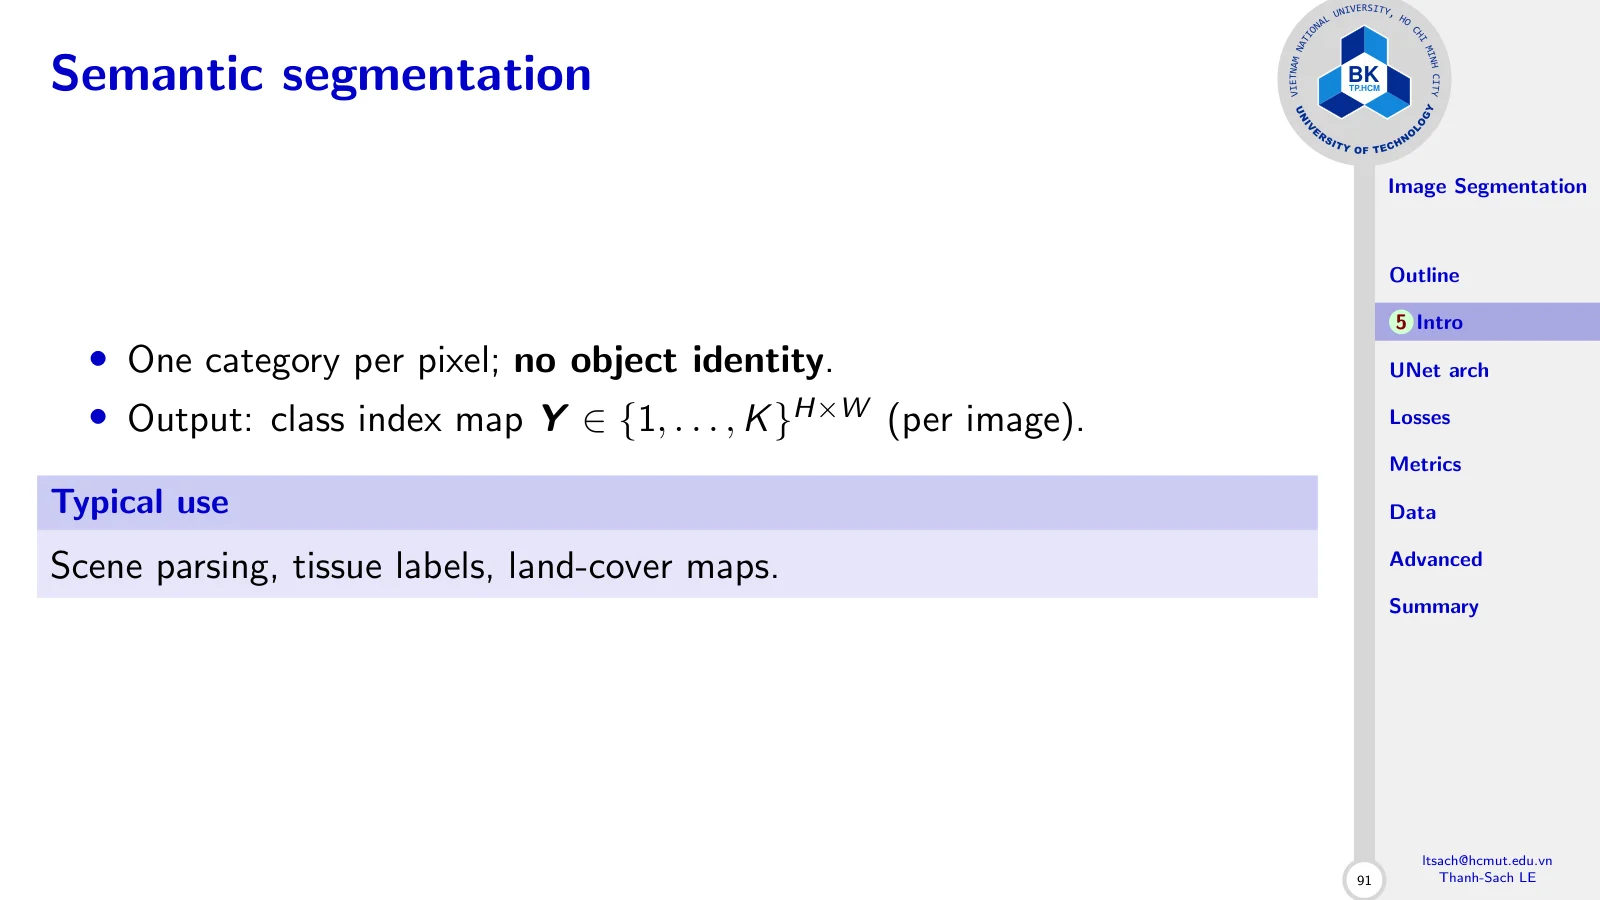 Semantic segmentation
• One category per pixel; no object identity.
• Output: class index map Y ∈ {1, . . . , K}^{H×W} (per image).
Typical use
Scene parsing, tissue labels, land-cover maps.
VIETNAM NATIONAL UNIVERSITY, HO CHI MINH CITY
BK
TP.HCM
UNIVERSITY OF TECHNOLOGY
Image Segmentation
Outline
5 Intro
UNet arch
Losses
Metrics
Data
Advanced
Summary
ltsach@hcmut.edu.vn
Thanh-Sach LE
91